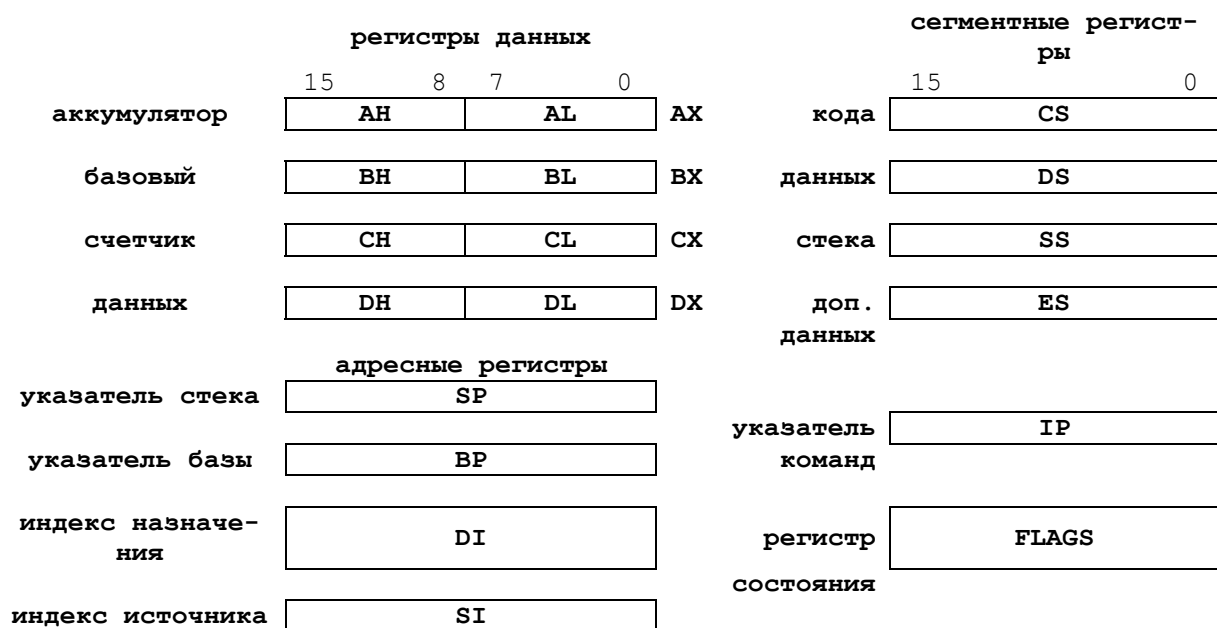 регистры данных
сегментные регист-
ры
15 8 7 0
15 0
аккумулятор AH AL AX
кода CS
базовый BH BL BX
данных DS
счетчик CH CL CX
стека SS
данных DH DL DX
доп. ES
данных
адресные регистры
указатель стека SP
указатель IP
команд
указатель базы BP
индекс назначе-
ния
DI
регистр FLAGS
состояния
индекс источника SI